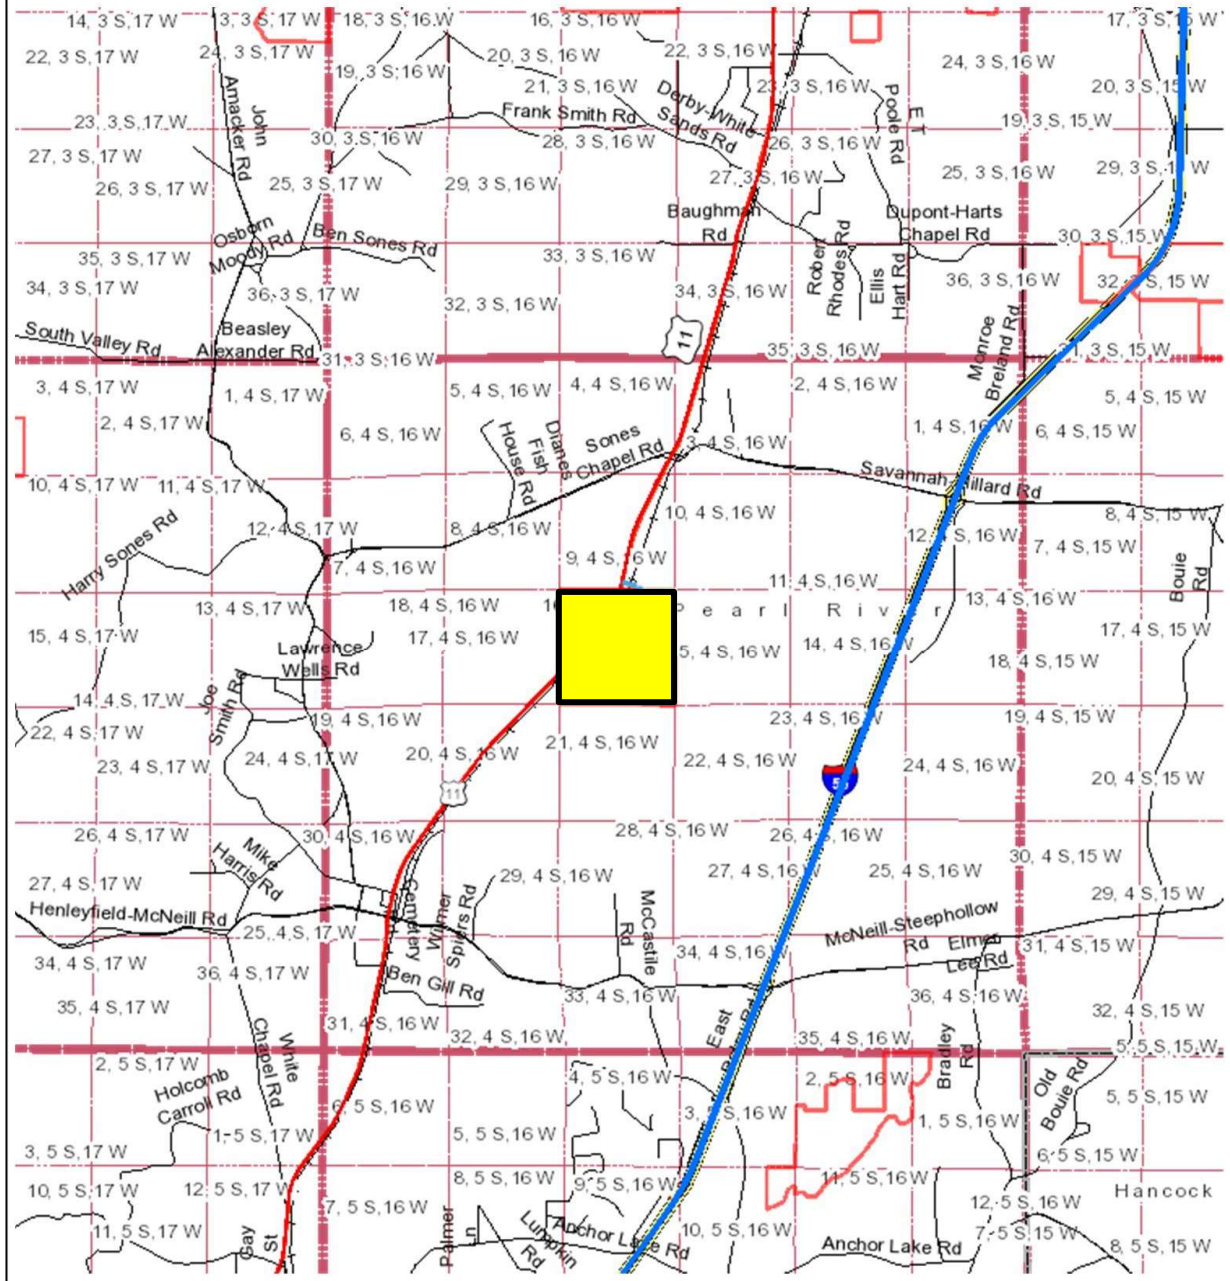 14, 3 S,17 W
3, 3 S,17 W
18, 3 S,16 W
16, 3 S,16 W
17, 3 S,15 W
22, 3 S,17 W
24, 3 S,17 W
20, 3 S,16 W
22, 3 S,16 W
24, 3 S,16 W
19, 3 S,16 W
21, 3 S,16 W
23, 3 S,16 W
20, 3 S,15 W
John
Amacker Rd
Frank Smith Rd
Derby-White
Sands Rd
E T
Poole Rd
23, 3 S,17 W
19, 3 S,15 W
30, 3 S,16 W
28, 3 S,16 W
26, 3 S,16 W
27, 3 S,17 W
29, 3 S,15 W
26, 3 S,17 W
25, 3 S,17 W
29, 3 S,16 W
27, 3 S,16 W
25, 3 S,16 W
Osborn
Moody Rd
Ben Sones Rd
Baughman
Rd
Dupont-Harts
Chapel Rd
30, 3 S,15 W
35, 3 S,17 W
33, 3 S,16 W
Robert
Rhodes Rd
Ellis
Hart Rd
36, 3 S,16 W
32, 3 S,15 W
34, 3 S,17 W
36, 3 S,17 W
32, 3 S,16 W
34, 3 S,16 W
11
South Valley Rd
Beasley
Alexander Rd
31, 3 S,16 W
35, 3 S,16 W
Monroe
Breland Rd
31, 3 S,15 W
3, 4 S,17 W
1, 4 S,17 W
5, 4 S,16 W
4, 4 S,16 W
2, 4 S,16 W
5, 4 S,15 W
2, 4 S,17 W
6, 4 S,16 W
House Rd
Dianes
Fish
Sones
Chapel Rd
3, 4 S,16 W
1, 4 S,16 W
6, 4 S,15 W
10, 4 S,17 W
11, 4 S,17 W
Savannah-Millard Rd
12, 4 S,17 W
8, 4 S,16 W
10, 4 S,16 W
12, 4 S,16 W
8, 4 S,15 W
Harry Sones Rd
7, 4 S,16 W
9, 4 S,16 W
7, 4 S,15 W
Bouie
Rd
11, 4 S,16 W
13, 4 S,17 W
18, 4 S,16 W
Pearl River
13, 4 S,16 W
15, 4 S,17 W
Lawrence
Wells Rd
17, 4 S,16 W
5, 4 S,16 W
14, 4 S,16 W
17, 4 S,15 W
18, 4 S,15 W
Joe
Smith Rd
14, 4 S,17 W
19, 4 S,16 W
23, 4 S,16 W
19, 4 S,15 W
22, 4 S,17 W
20, 4 S,16 W
21, 4 S,16 W
23, 4 S,17 W
24, 4 S,17 W
22, 4 S,16 W
24, 4 S,16 W
20, 4 S,15 W
11
26, 4 S,17 W
30, 4 S,16 W
28, 4 S,16 W
26, 4 S,16 W
Mike
Harris Rd
30, 4 S,15 W
27, 4 S,17 W
29, 4 S,16 W
27, 4 S,16 W
25, 4 S,16 W
29, 4 S,15 W
Henleyfield-McNeill Rd
Cemetery
Warner
Spiers Rd
McCastile
Rd
McNeill-Steephollow
Rd
Elmer
Lee Rd
25, 4 S,17 W
34, 4 S,16 W
31, 4 S,15 W
34, 4 S,17 W
36, 4 S,17 W
Ben Gill Rd
33, 4 S,16 W
36, 4 S,16 W
35, 4 S,17 W
32, 4 S,15 W
White
Chapel Rd
31, 4 S,16 W
32, 4 S,16 W
East
35, 4 S,16 W
Bradley
Rd
5, 5 S,15 W
2, 5 S,17 W
Holcomb
Carroll Rd
4, 5 S,16 W
2, 5 S,16 W
Old
Bouie Rd
6, 5 S,16 W
3, 5 S,16 W
5, 5 S,15 W
1, 5 S,17 W
5, 5 S,16 W
1, 5 S,16 W
3, 5 S,17 W
6, 5 S,15 W
10, 5 S,17 W
12, 5 S,17 W
8, 5 S,16 W
9, 5 S,16 W
11, 5 S,16 W
Hancock
12, 5 S,16 W
7, 5 S,16 W
11, 5 S,17 W
Gay
St
Palmer
Ln
Lumpkin
Rd
Anchor Lake Rd
10, 5 S,16 W
Anchor Lake Rd
7, 5 S,15 W
8, 5 S,15 W